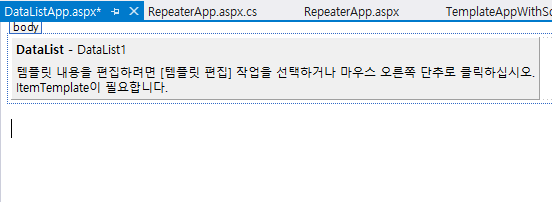 DataListApp.aspx* RepeaterApp.aspx.cs RepeaterApp.aspx TemplateAppWithSc
body
DataList - DataList1
템플릿 내용을 편집하려면 [템플릿 편집] 작업을 선택하거나 마우스 오른쪽 단추로 클릭하십시오.
ItemTemplate이 필요합니다.